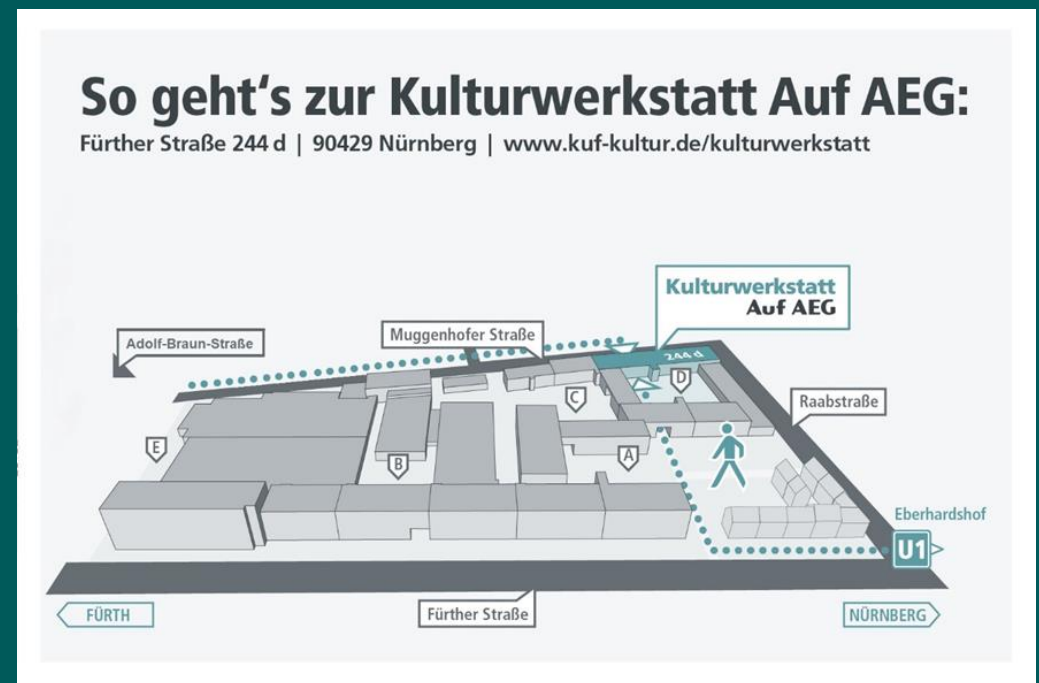 So geht‘s zur Kulturwerkstatt Auf AEG:
Fürther Straße 244 d | 90429 Nürnberg | www.kuf-kultur.de/kulturwerkstatt
Kulturwerkstatt
Auf AEG
Muggenhofer Straße
Adolf-Braun-Straße
244 d
D
C
Raabstraße
E
B
A
Eberhardshof
U1
FÜRTH
Fürther Straße
NÜRNBERG